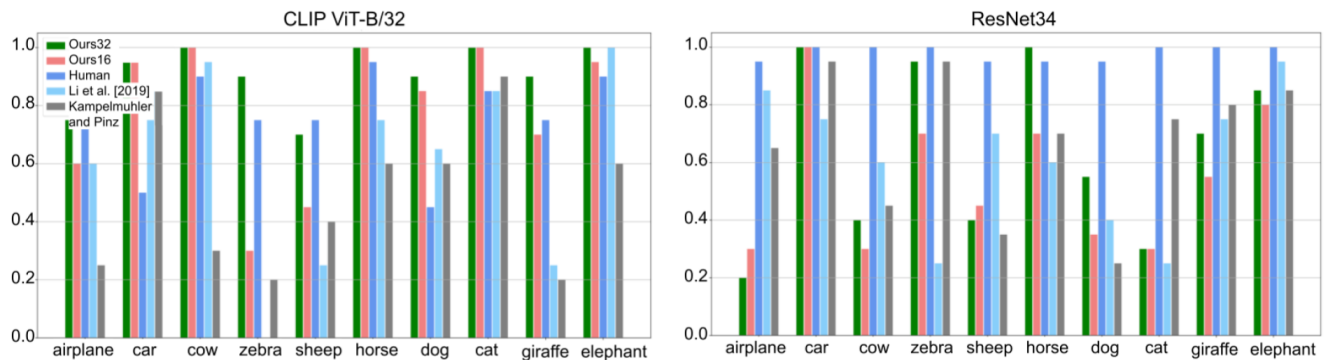 CLIP ViT-B/32
1.0
0.8
0.6
0.4
0.2
0.0
Ours32
Ours16
Human
Li et al. [2019]
Kampelmuhler
and Pinz
airplane car cow zebra sheep horse dog cat giraffe elephant
ResNet34
1.0
0.8
0.6
0.4
0.2
0.0
airplane car cow zebra sheep horse dog cat giraffe elephant